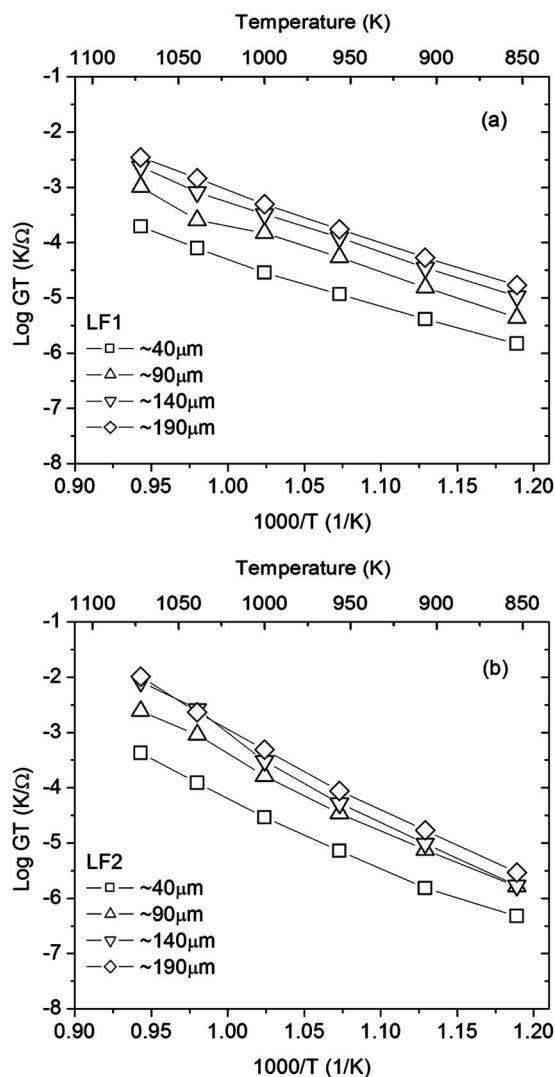 Temperature (K)
1100 1050 1000 950 900 850
(a)
-1
-2
-3
-4
-5
-6
-7
-8
Log GT (K/Ω)
LF1
~40μm
~90μm
~140μm
~190μm
0.90 0.95 1.00 1.05 1.10 1.15 1.20
1000/T (1/K)
Temperature (K)
1100 1050 1000 950 900 850
(b)
-1
-2
-3
-4
-5
-6
-7
-8
Log GT (K/Ω)
LF2
~40μm
~90μm
~140μm
~190μm
0.90 0.95 1.00 1.05 1.10 1.15 1.20
1000/T (1/K)